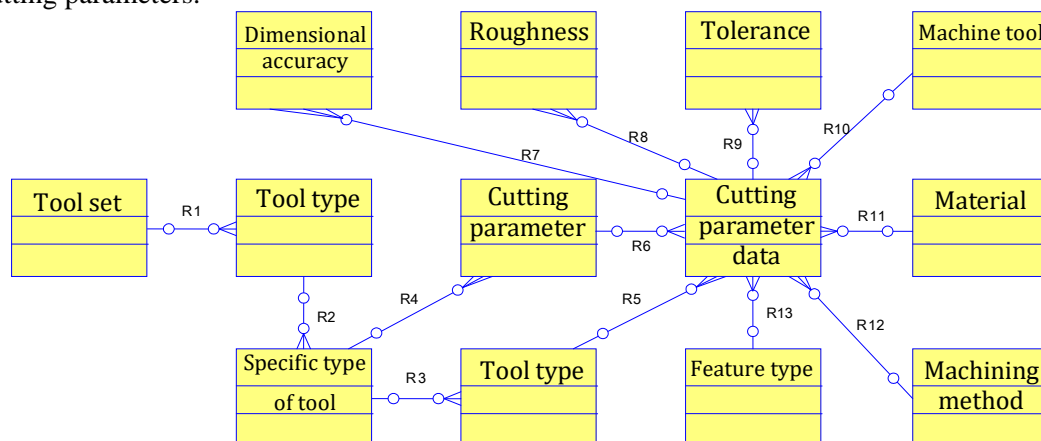 utting parameters.
Dimensional
accuracy
Roughness
Tolerance
Machine tool
R7
R8
R9
R10
Tool set
R1
Tool type
Cutting
parameter
R6
Cutting
parameter
data
R11
Material
R2
R4
R5
R13
R12
Specific type
of tool
R3
Tool type
Feature type
Machining
method